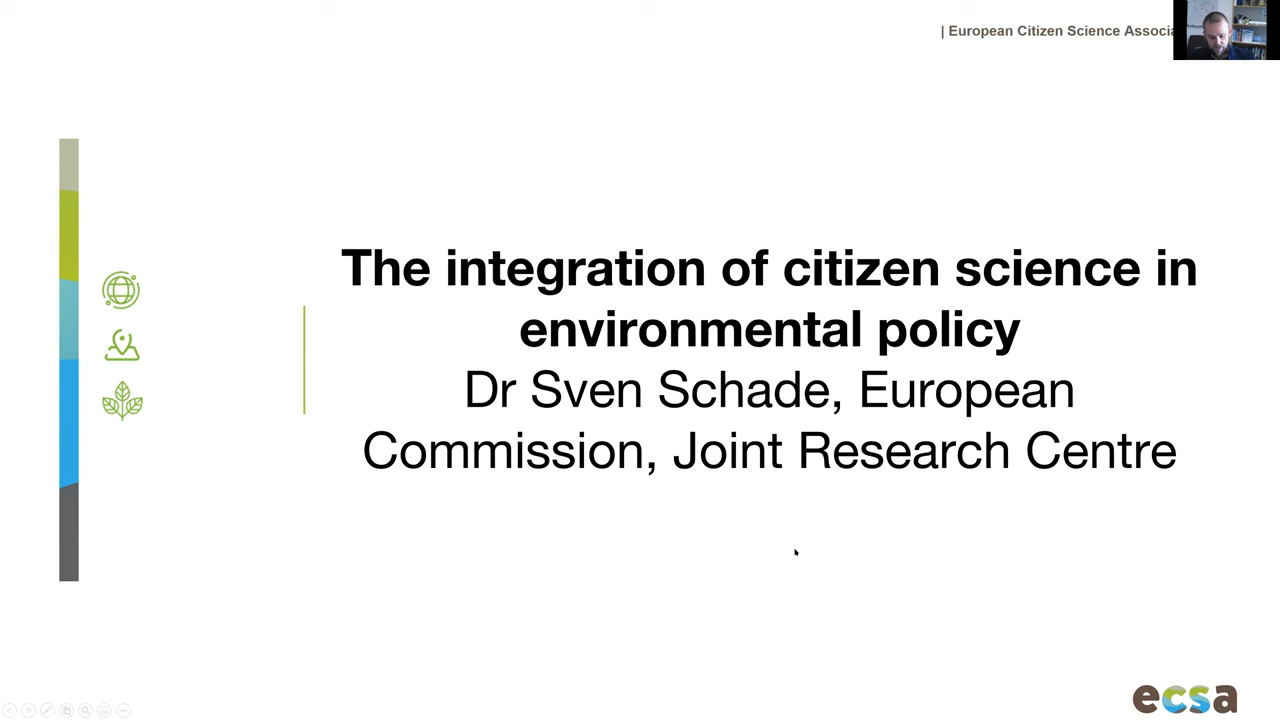 | European Citizen Science Associa
The integration of citizen science in
environmental policy
Dr Sven Schade, European
Commission, Joint Research Centre
ecsa